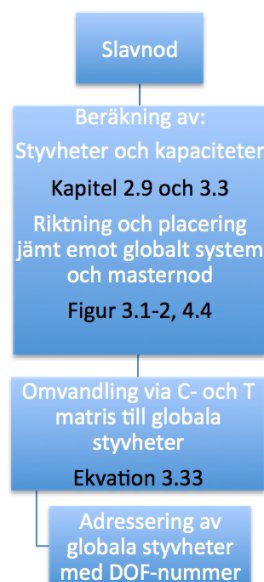 Slavnod
Beräkning av:
Styvheter och kapaciteter
Kapitel 2.9 och 3.3
Riktning och placering
jämt emot globalt system
och masternod
Figur 3.1-2, 4.4
Omvandling via C- och T
matris till globala
styvheter
Ekvation 3.33
Adressering av
globala styvheter
med DOF-nummer